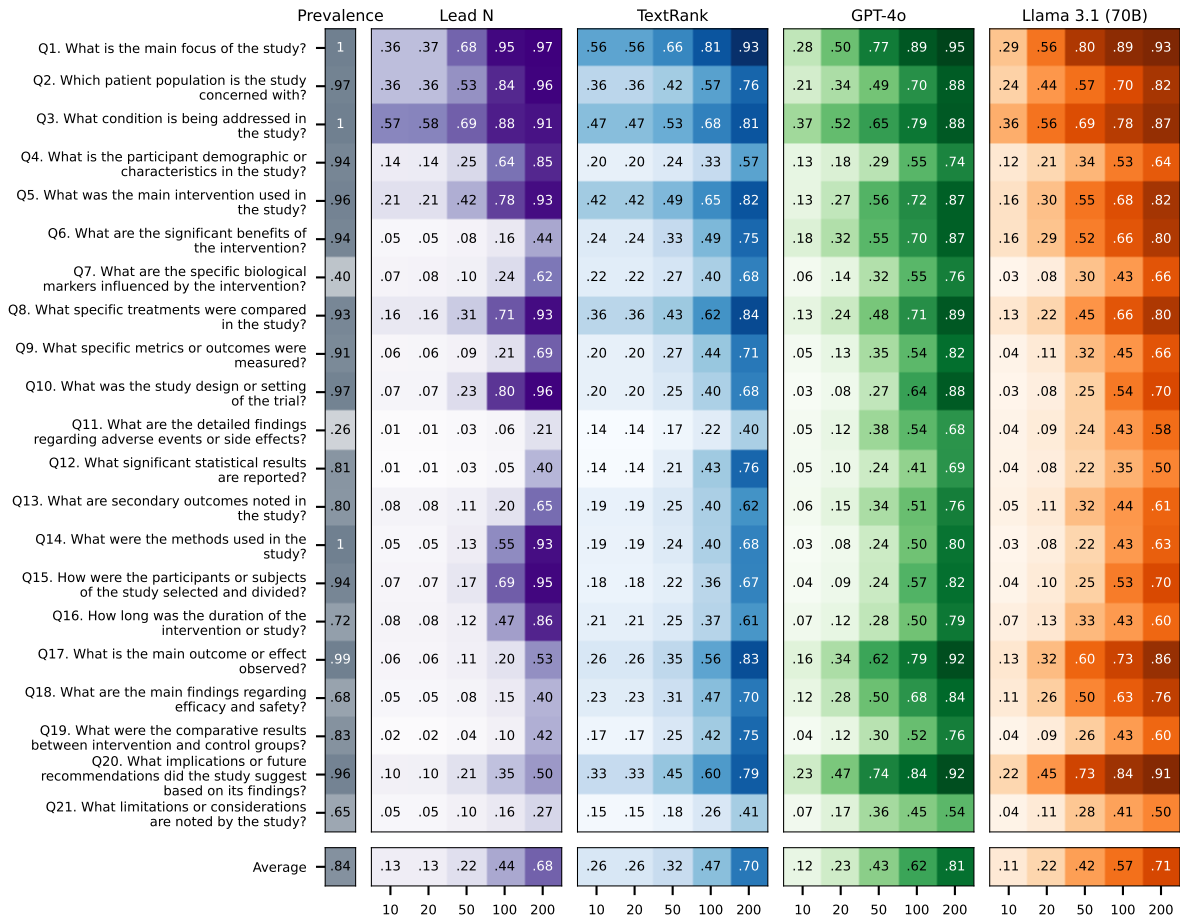 Prevalence Lead N TextRank GPT-4o Llama 3.1 (70B)
Q1. What is the main focus of the study? 1 .36 .37 .68 .95 .97 .56 .56 .66 .81 .93 .28 .50 .77 .89 .95 .29 .56 .80 .89 .93
Q2. Which patient population is the study
concerned with? .97 .36 .36 .53 .84 .96 .36 .36 .42 .57 .76 .21 .34 .49 .70 .88 .24 .44 .57 .70 .82
Q3. What condition is being addressed in
the study? 1 .57 .58 .69 .88 .91 .47 .47 .53 .68 .81 .37 .52 .65 .79 .88 .36 .56 .69 .78 .87
Q4. What is the participant demographic or
characteristics in the study? .94 .14 .14 .25 .64 .85 .20 .20 .24 .33 .57 .13 .18 .29 .55 .74 .12 .21 .34 .53 .64
Q5. What was the main intervention used in
the study? .96 .21 .21 .42 .78 .93 .42 .42 .49 .65 .82 .13 .27 .56 .72 .87 .16 .30 .55 .68 .82
Q6. What are the significant benefits of
the intervention? .94 .05 .05 .08 .16 .44 .24 .24 .33 .49 .75 .18 .32 .55 .70 .87 .16 .29 .52 .66 .80
Q7. What are the specific biological
markers influenced by the intervention? .40 .07 .08 .10 .24 .62 .22 .22 .27 .40 .68 .06 .14 .32 .55 .76 .03 .08 .30 .43 .66
Q8. What specific treatments were compared
in the study? .93 .16 .16 .31 .71 .93 .36 .36 .43 .62 .84 .13 .24 .48 .71 .89 .13 .22 .45 .66 .80
Q9. What specific metrics or outcomes were
measured? .91 .06 .06 .09 .21 .69 .20 .20 .27 .44 .71 .05 .13 .35 .54 .82 .04 .11 .32 .45 .66
Q10. What was the study design or setting
of the trial? .97 .07 .07 .23 .80 .96 .20 .20 .25 .40 .68 .03 .08 .27 .64 .88 .03 .08 .25 .54 .70
Q11. What are the detailed findings
regarding adverse events or side effects? .26 .01 .01 .03 .06 .21 .14 .14 .17 .22 .40 .05 .12 .38 .54 .68 .04 .09 .24 .43 .58
Q12. What significant statistical results
are reported? .81 .01 .01 .03 .05 .40 .14 .14 .21 .43 .76 .05 .10 .24 .41 .69 .04 .08 .22 .35 .50
Q13. What are secondary outcomes noted in
the study? .80 .08 .08 .11 .20 .65 .19 .19 .25 .40 .62 .06 .15 .34 .51 .76 .05 .11 .32 .44 .61
Q14. What were the methods used in the
study? 1 .05 .05 .13 .55 .93 .19 .19 .24 .40 .68 .03 .08 .24 .50 .80 .03 .08 .22 .43 .63
Q15. How were the participants or subjects
of the study selected and divided? .94 .07 .07 .17 .69 .95 .18 .18 .22 .36 .67 .04 .09 .24 .57 .82 .04 .10 .25 .53 .70
Q16. How long was the duration of the
intervention or study? .72 .08 .08 .12 .47 .86 .21 .21 .25 .37 .61 .07 .12 .28 .50 .79 .07 .13 .33 .43 .60
Q17. What is the main outcome or effect
observed? .99 .06 .06 .11 .20 .53 .26 .26 .35 .56 .83 .16 .34 .62 .79 .92 .13 .32 .60 .73 .86
Q18. What are the main findings regarding
efficacy and safety? .68 .05 .05 .08 .15 .40 .23 .23 .31 .47 .70 .12 .28 .50 .68 .84 .11 .26 .50 .63 .76
Q19. What were the comparative results
between intervention and control groups? .83 .02 .02 .04 .10 .42 .17 .17 .25 .42 .75 .04 .12 .30 .52 .76 .04 .09 .26 .43 .60
Q20. What implications or future
recommendations did the study suggest
based on its findings? .96 .10 .10 .21 .35 .50 .33 .33 .45 .60 .79 .23 .47 .74 .84 .92 .22 .45 .73 .84 .91
Q21. What limitations or considerations
are noted by the study? .65 .05 .05 .10 .16 .27 .15 .15 .18 .26 .41 .07 .17 .36 .45 .54 .04 .11 .28 .41 .50
Average .84 .13 .13 .22 .44 .68 .26 .26 .32 .47 .70 .12 .23 .43 .62 .81 .11 .22 .42 .57 .71
10 20 50 100 200 10 20 50 100 200 10 20 50 100 200 10 20 50 100 200